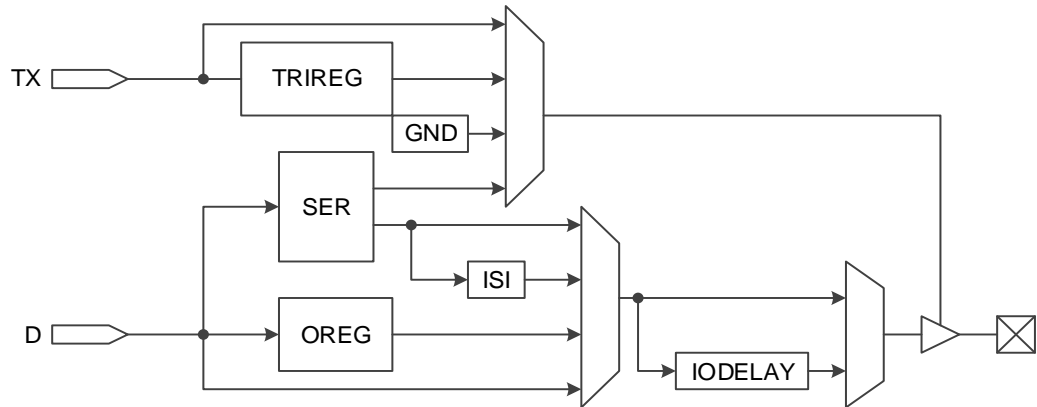 TX
TRIREG
GND
SER
ISI
D
OREG
IODELAY